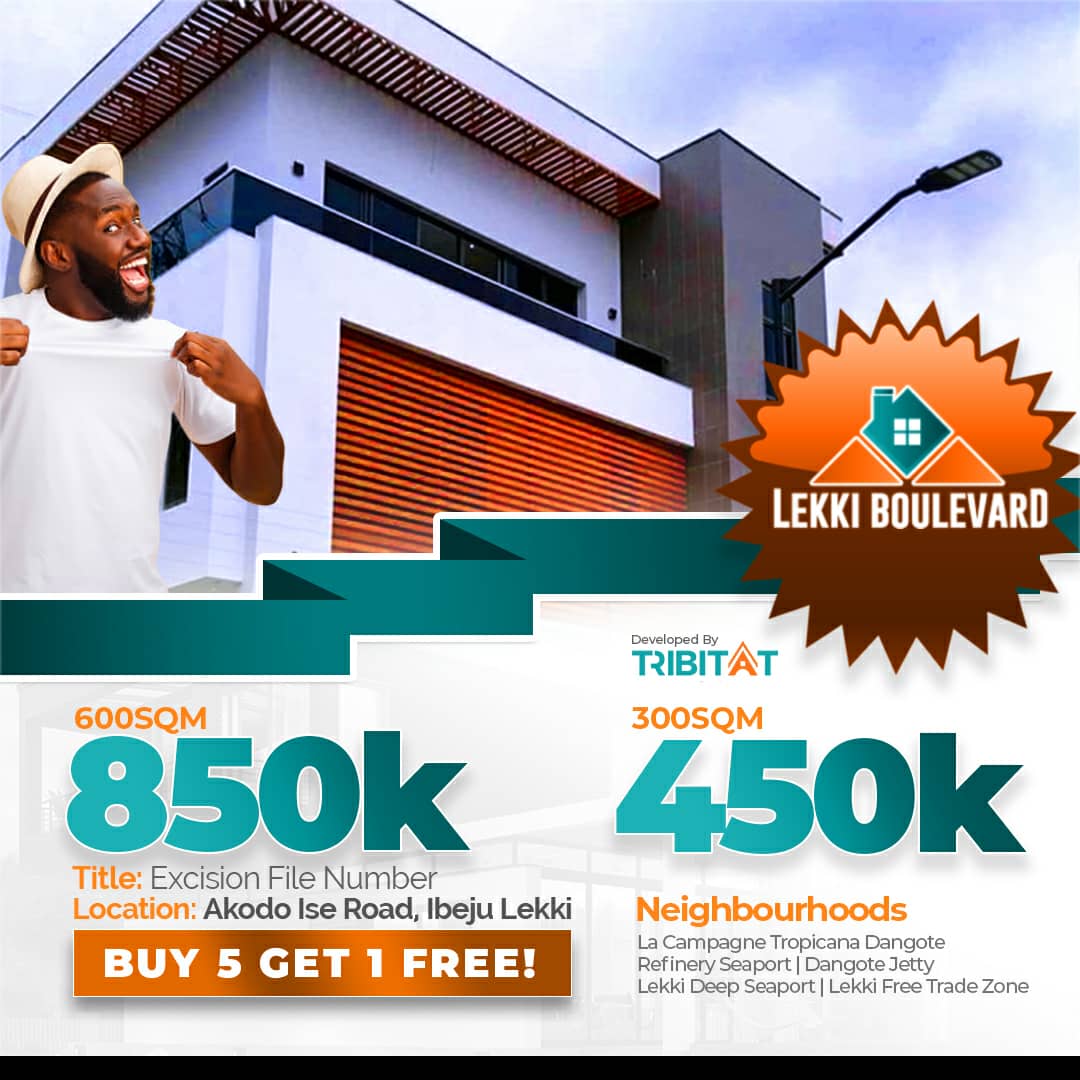 LEKKI BOULEVARD
Developed By
TRIBITAT
600SQM
850k
Title: Excision File Number
Location: Akodo Ise Road, Ibeju Lekki
BUY 5 GET 1 FREE!
300SQM
450k
Neighbourhoods
La Campagne Tropicana Dangote
Refinery Seaport | Dangote Jetty
Lekki Deep Seaport | Lekki Free Trade Zone